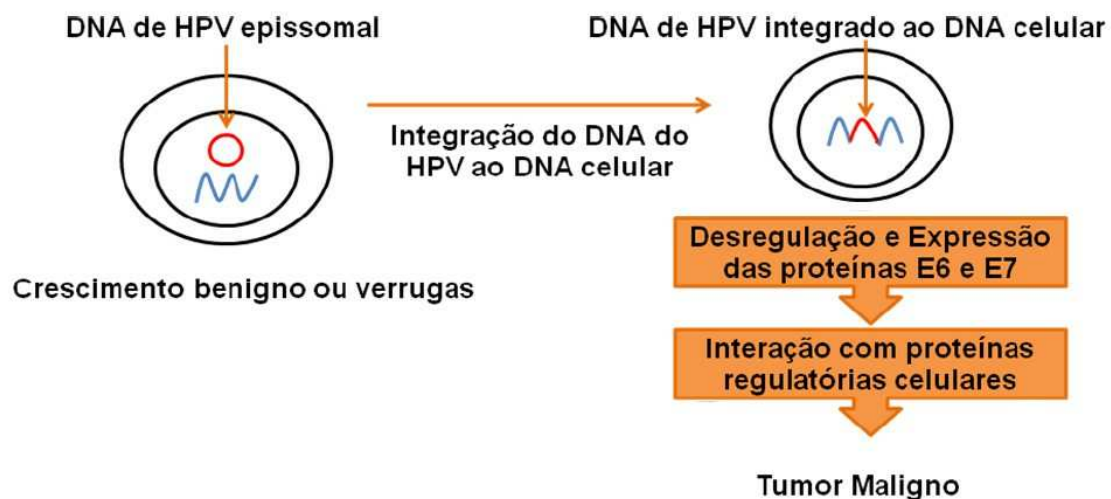 DNA de HPV epissomal
DNA de HPV integrado ao DNA celular
Integração do DNA do
HPV ao DNA celular
Crescimento benigno ou verrugas
Desregulação e Expressão
das proteínas E6 e E7
Interação com proteínas
regulatórias celulares
Tumor Maligno